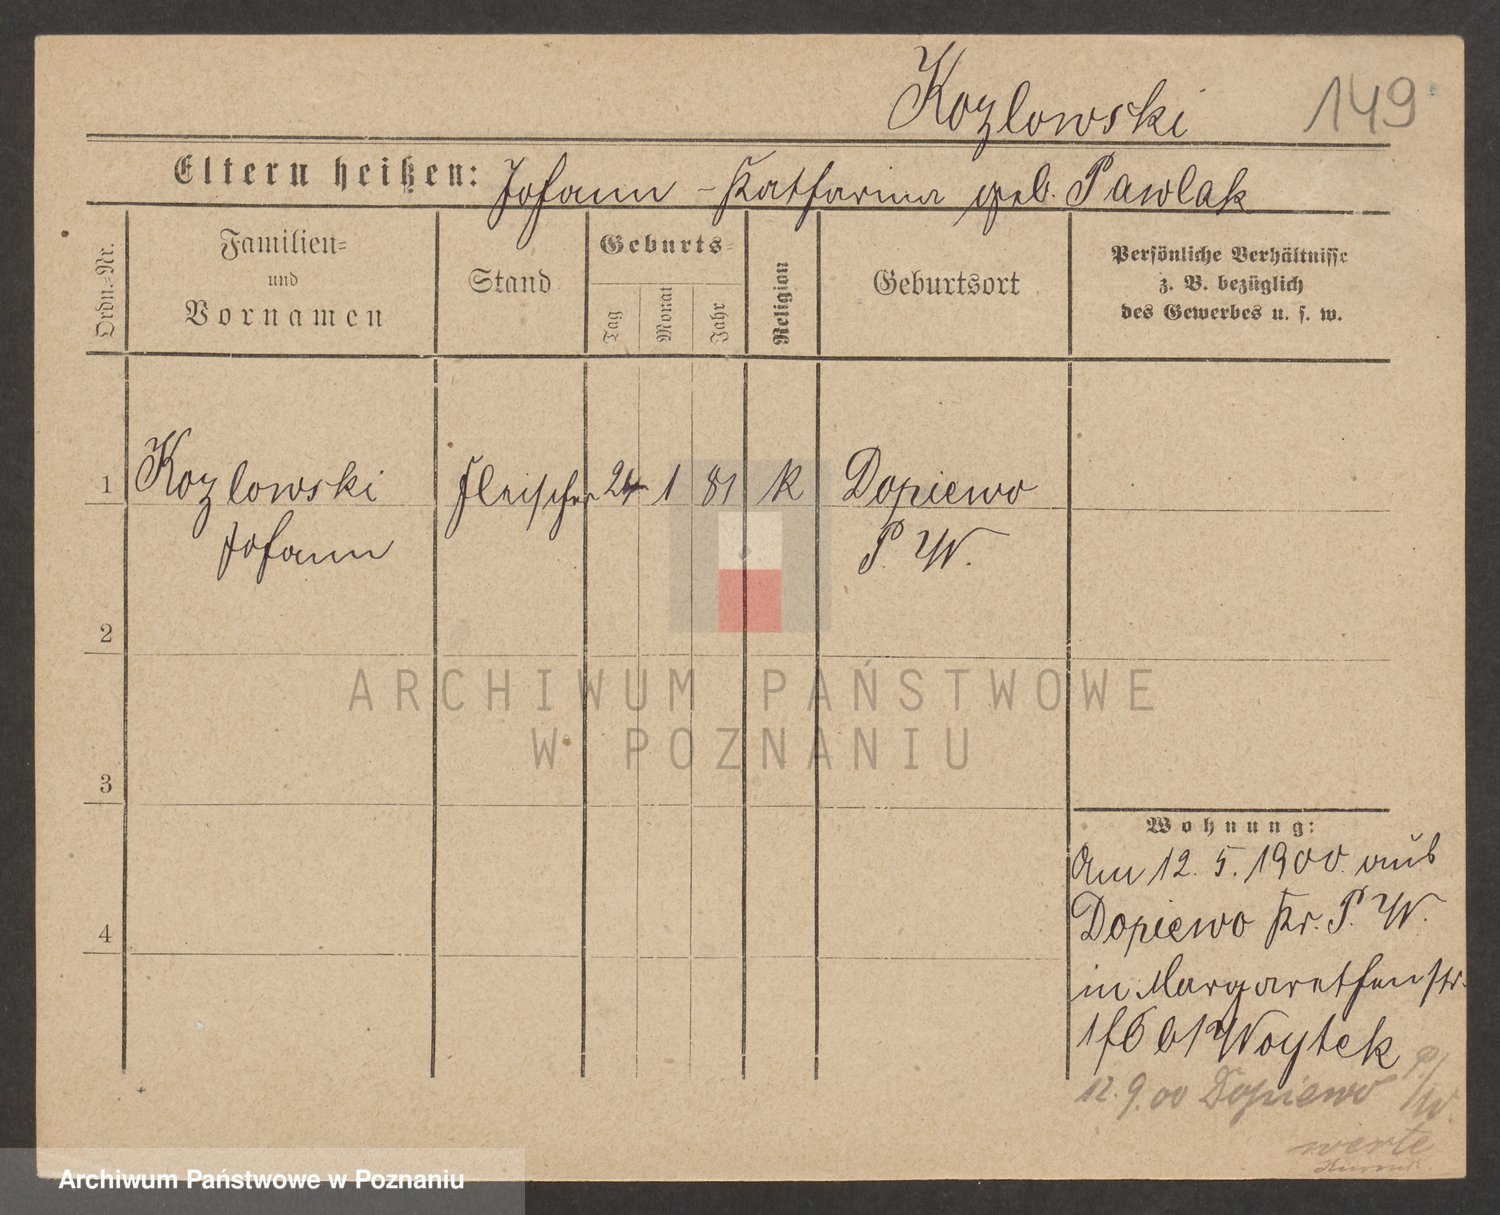 Kozlowski 149
Eltern heißen: Johann - Katharina geb. Pawlak
Ordn.-Nr.
Familien-
und
Vornamen
Stand
Geburts-
Tag
Monat
Jahr
Religion
Geburtsort
Persönliche Verhältnisse
z. B. bezüglich
des Gewerbes u. s. w.
1 Kozlowski Fleischer 24 1 81 k Dopiewo
Johann P. W.
2
3
4
Wohnung:
Am 12. 5. 1900. aus
Dopiewo Kr. P. W.
in Margarethenstr.
Woytek
12. 9. 00 Dopiewo P/W.
ARCHIWUM PAŃSTWOWE
W POZNANIU
Archiwum Państwowe w Poznaniu